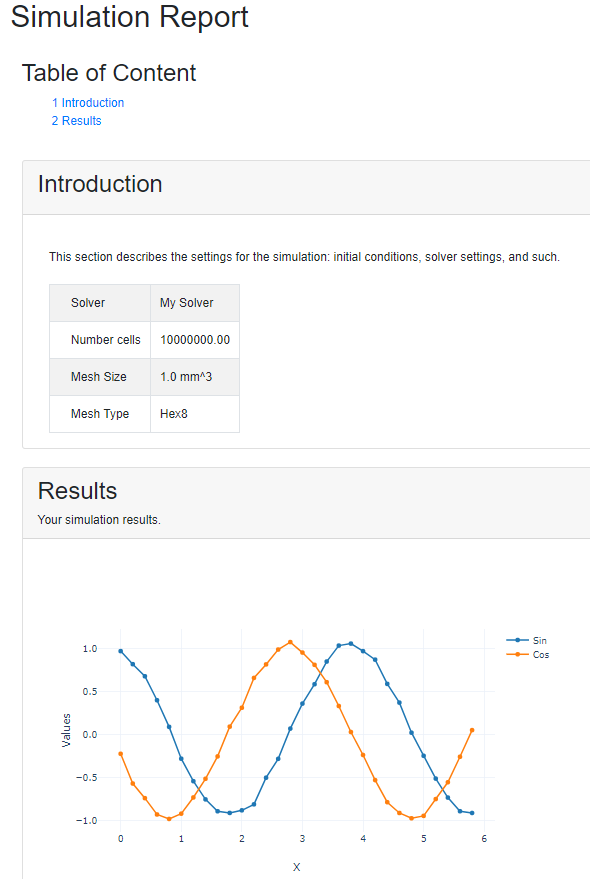 Simulation Report
Table of Content
1 Introduction
2 Results
Introduction
This section describes the settings for the simulation: initial conditions, solver settings, and such.
Solver My Solver
Number cells 10000000.00
Mesh Size 1.0 mm^3
Mesh Type Hex8
Results
Your simulation results.
Sin
Cos
1.0
0.5
0.0
−0.5
−1.0
Values
0 1 2 3 4 5 6
X